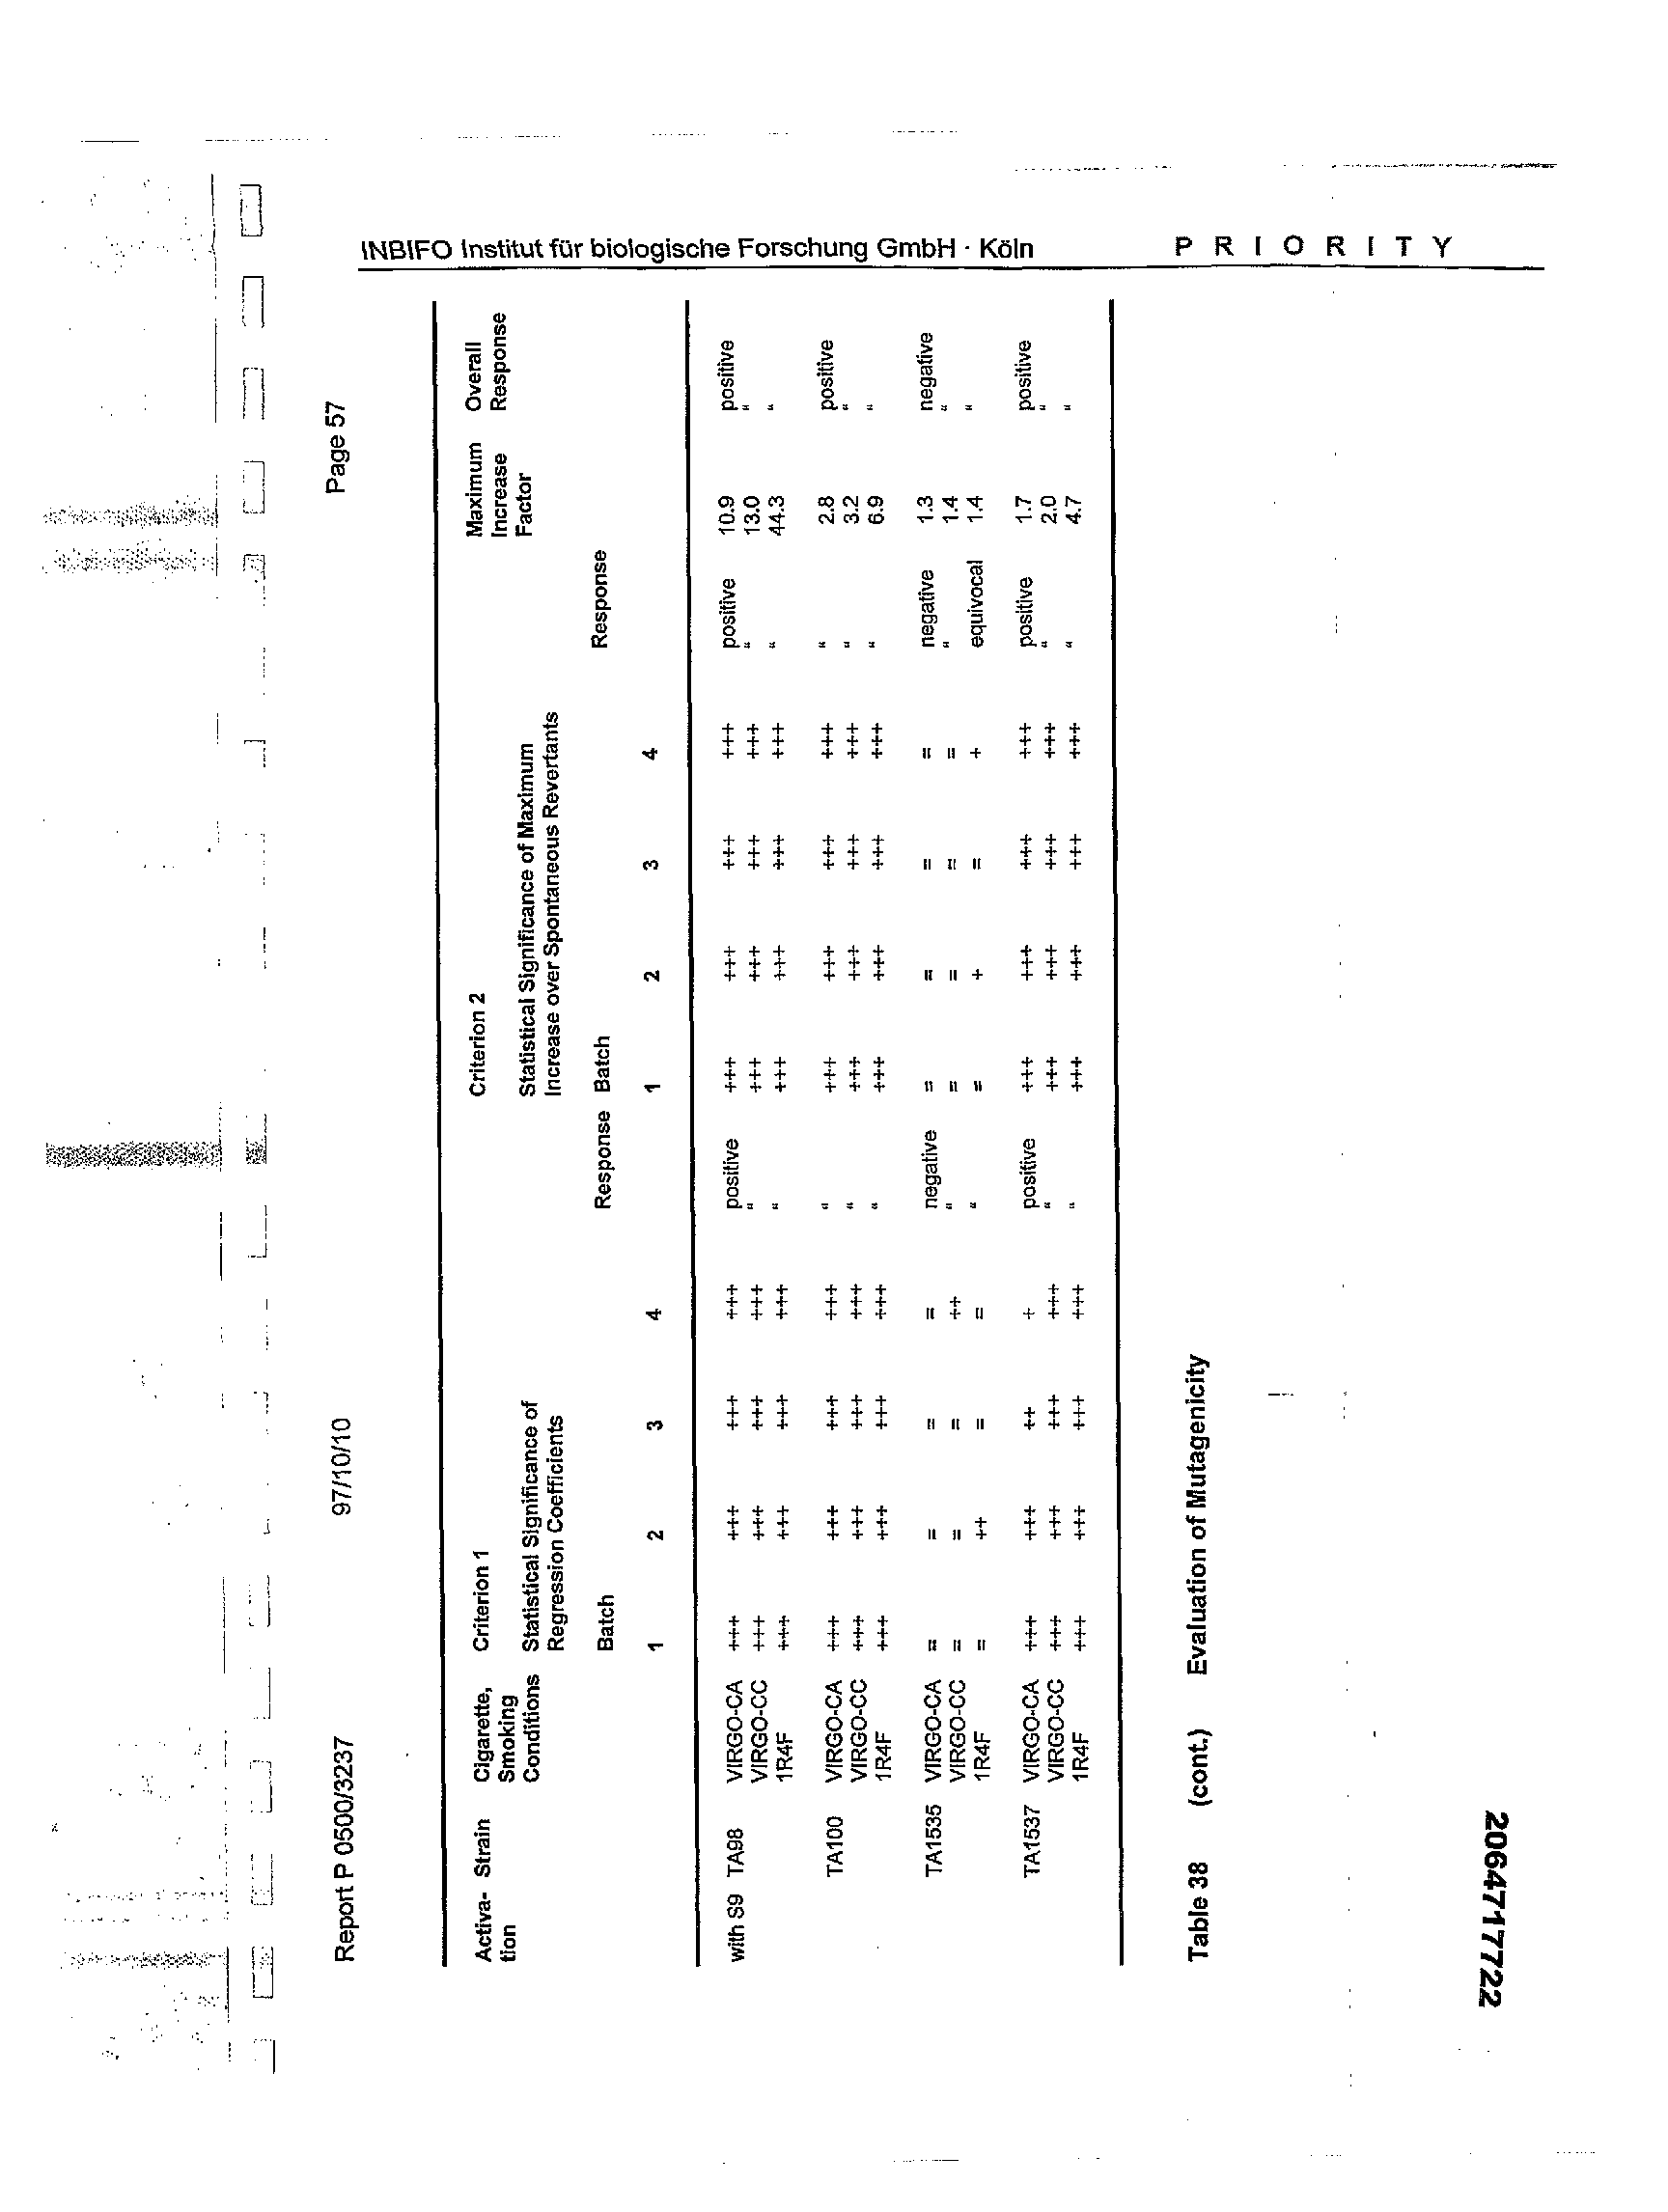 INBIFO Institut für biologische Forschung GmbH · Köln P R I O R I T Y
Report P 0500/3237 97/10/10 Page 57
Activa- Strain Cigarette, Criterion 1 Criterion 2 Maximum Overall
tion Smoking Increase Response
Conditions Statistical Significance of Statistical Significance of Maximum Factor
Regression Coefficients Increase over Spontaneous Revertants
Batch Response Batch Response
1 2 3 4 1 2 3 4
with S9 TA98 VIRGO-CA +++ +++ +++ +++ positive +++ +++ +++ +++ positive 10.9 positive
VIRGO-CC +++ +++ +++ +++ “ +++ +++ +++ +++ “ 13.0 “
1R4F +++ +++ +++ +++ “ +++ +++ +++ +++ “ 44.3 “
TA100 VIRGO-CA +++ +++ +++ +++ “ +++ +++ +++ +++ “ 2.8 positive
VIRGO-CC +++ +++ +++ +++ “ +++ +++ +++ +++ “ 3.2 “
1R4F +++ +++ +++ +++ “ +++ +++ +++ +++ “ 6.9 “
TA1535 VIRGO-CA = = = = negative = = = = negative 1.3 negative
VIRGO-CC = = = ++ “ = = = = “ 1.4 “
1R4F = ++ = = “ = + = + equivocal 1.4 “
TA1537 VIRGO-CA +++ +++ ++ + positive +++ +++ +++ +++ positive 1.7 positive
VIRGO-CC +++ +++ +++ +++ “ +++ +++ +++ +++ “ 2.0 “
1R4F +++ +++ +++ +++ “ +++ +++ +++ +++ “ 4.7 “
Table 38 (cont.) Evaluation of Mutagenicity
2064717722